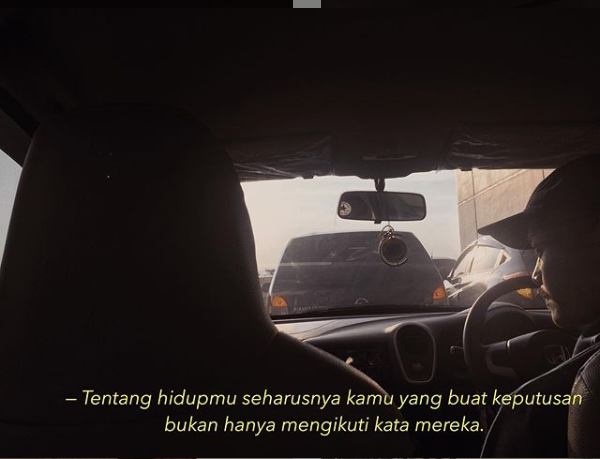 — Tentang hidupmu seharusnya kamu yang buat keputusan
bukan hanya mengikuti kata mereka.